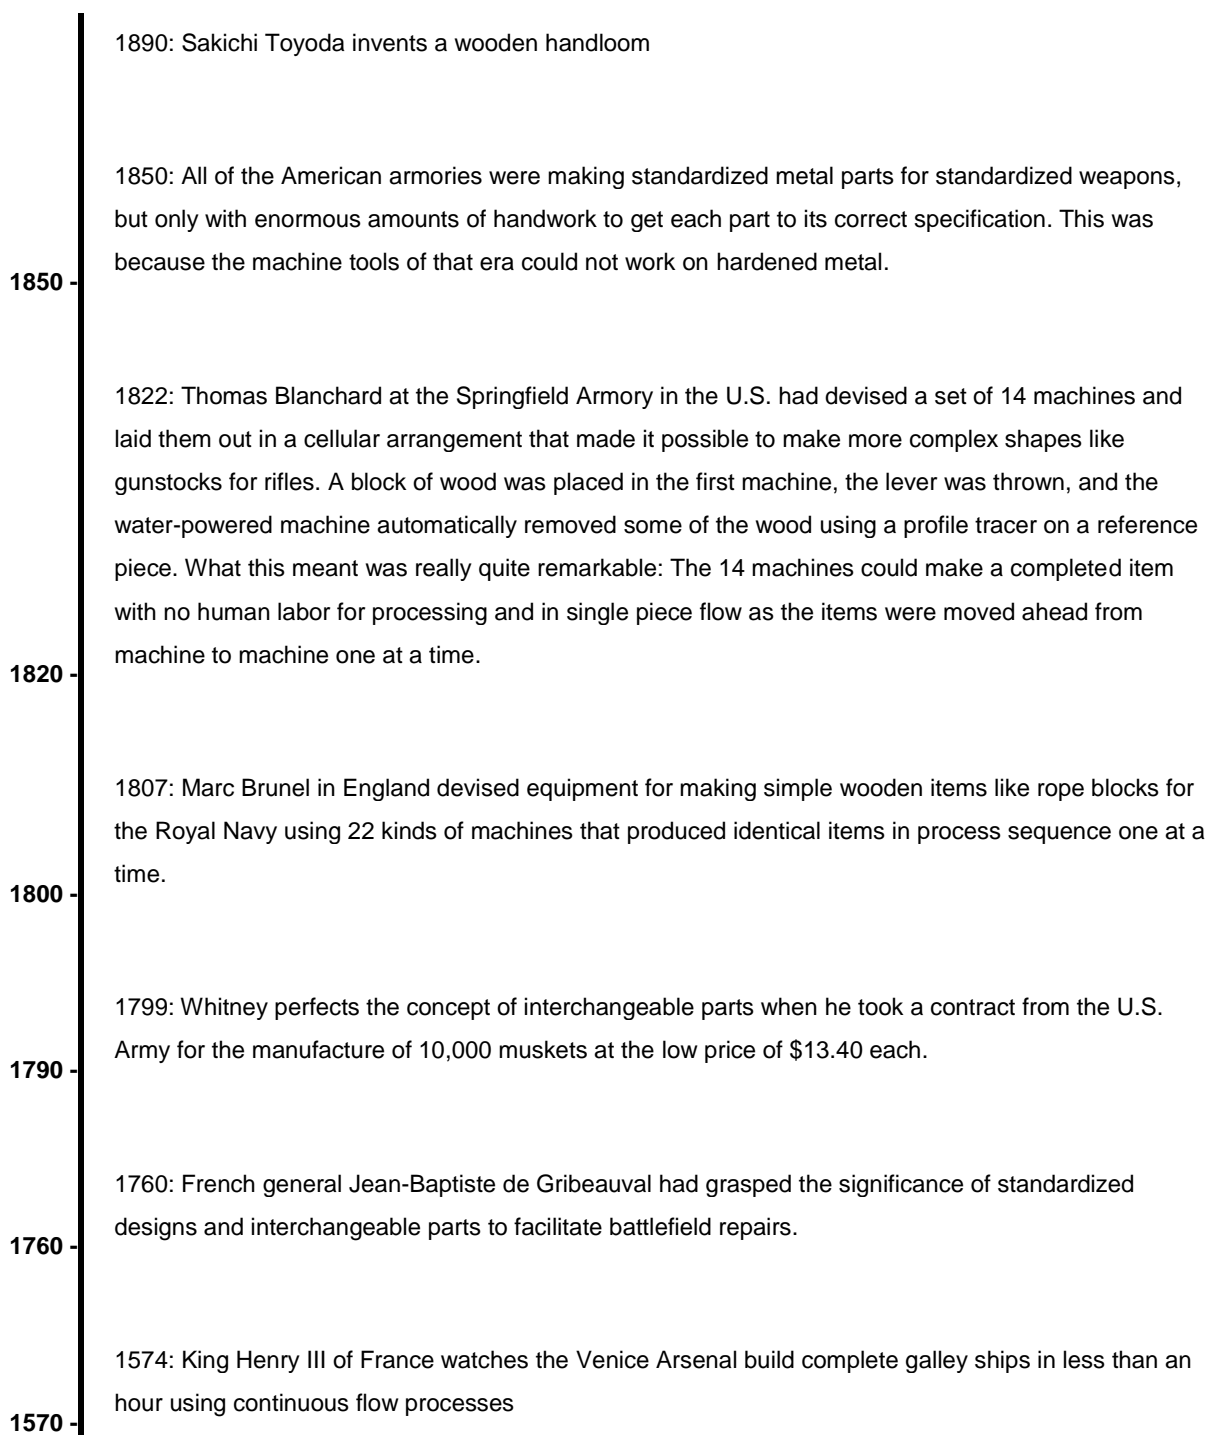 1890: Sakichi Toyoda invents a wooden handloom
1850: All of the American armories were making standardized metal parts for standardized weapons,
but only with enormous amounts of handwork to get each part to its correct specification. This was
because the machine tools of that era could not work on hardened metal.
1850 -
1822: Thomas Blanchard at the Springfield Armory in the U.S. had devised a set of 14 machines and
laid them out in a cellular arrangement that made it possible to make more complex shapes like
gunstocks for rifles. A block of wood was placed in the first machine, the lever was thrown, and the
water-powered machine automatically removed some of the wood using a profile tracer on a reference
piece. What this meant was really quite remarkable: The 14 machines could make a completed item
with no human labor for processing and in single piece flow as the items were moved ahead from
machine to machine one at a time.
1820 -
1807: Marc Brunel in England devised equipment for making simple wooden items like rope blocks for
the Royal Navy using 22 kinds of machines that produced identical items in process sequence one at a
time.
1800 -
1799: Whitney perfects the concept of interchangeable parts when he took a contract from the U.S.
Army for the manufacture of 10,000 muskets at the low price of $13.40 each.
1790 -
1760: French general Jean-Baptiste de Gribeauval had grasped the significance of standardized
designs and interchangeable parts to facilitate battlefield repairs.
1760 -
1574: King Henry III of France watches the Venice Arsenal build complete galley ships in less than an
hour using continuous flow processes
1570 -